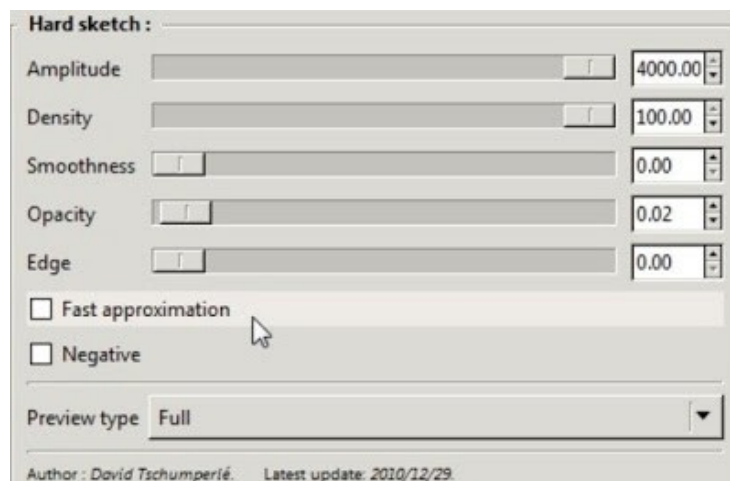 Hard sketch :
Amplitude 4000.00
Density 100.00
Smoothness 0.00
Opacity 0.02
Edge 0.00
Fast approximation
Negative
Preview type Full
Author : David Tschumperlé. Latest update: 2010/12/29.